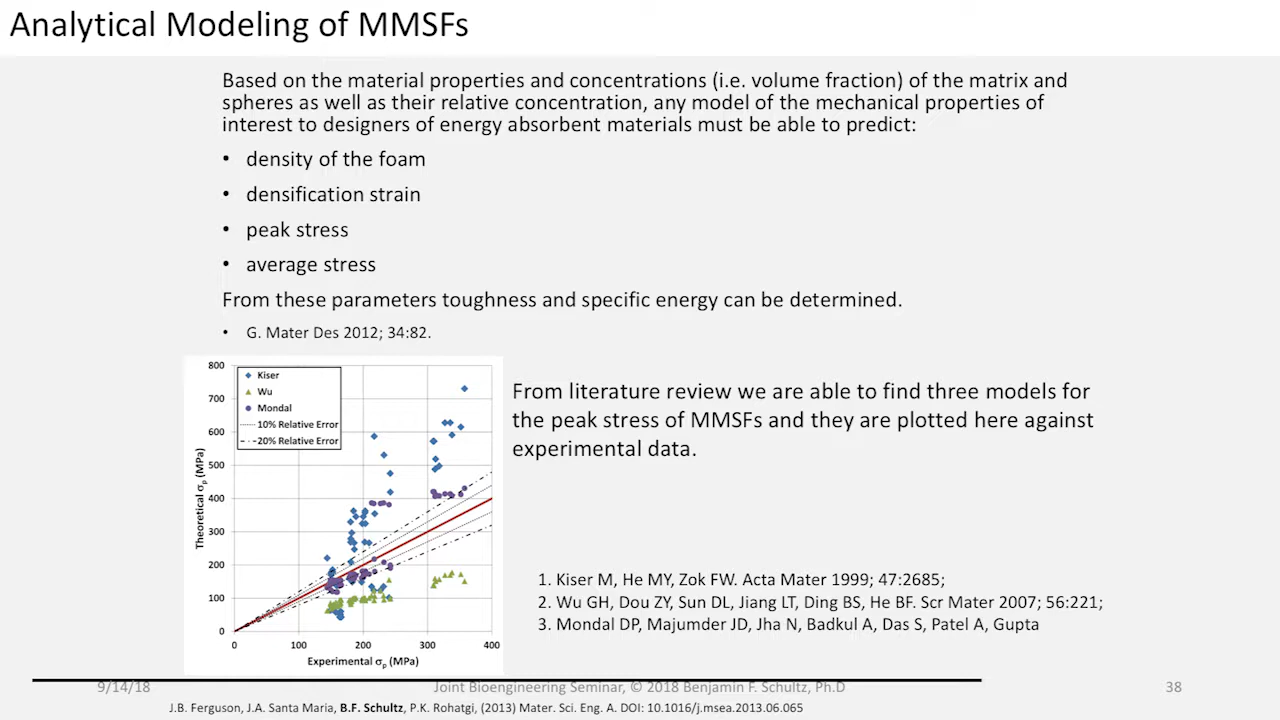 Analytical Modeling of MMSFs
Based on the material properties and concentrations (i.e. volume fraction) of the matrix and
spheres as well as their relative concentration, any model of the mechanical properties of
interest to designers of energy absorbent materials must be able to predict:
• density of the foam
• densification strain
• peak stress
• average stress
From these parameters toughness and specific energy can be determined.
• G. Mater Des 2012; 34:82.
800
700
600
500
400
300
200
100
0
Theoretical σp (MPa)
Kiser
Wu
Mondal
10% Relative Error
20% Relative Error
0 100 200 300 400
Experimental σp (MPa)
From literature review we are able to find three models for
the peak stress of MMSFs and they are plotted here against
experimental data.
1. Kiser M, He MY, Zok FW. Acta Mater 1999; 47:2685;
2. Wu GH, Dou ZY, Sun DL, Jiang LT, Ding BS, He BF. Scr Mater 2007; 56:221;
3. Mondal DP, Majumder JD, Jha N, Badkul A, Das S, Patel A, Gupta
9/14/18 Joint Bioengineering Seminar, © 2018 Benjamin F. Schultz, Ph.D 38
J.B. Ferguson, J.A. Santa Maria, B.F. Schultz, P.K. Rohatgi, (2013) Mater. Sci. Eng. A. DOI: 10.1016/j.msea.2013.06.065